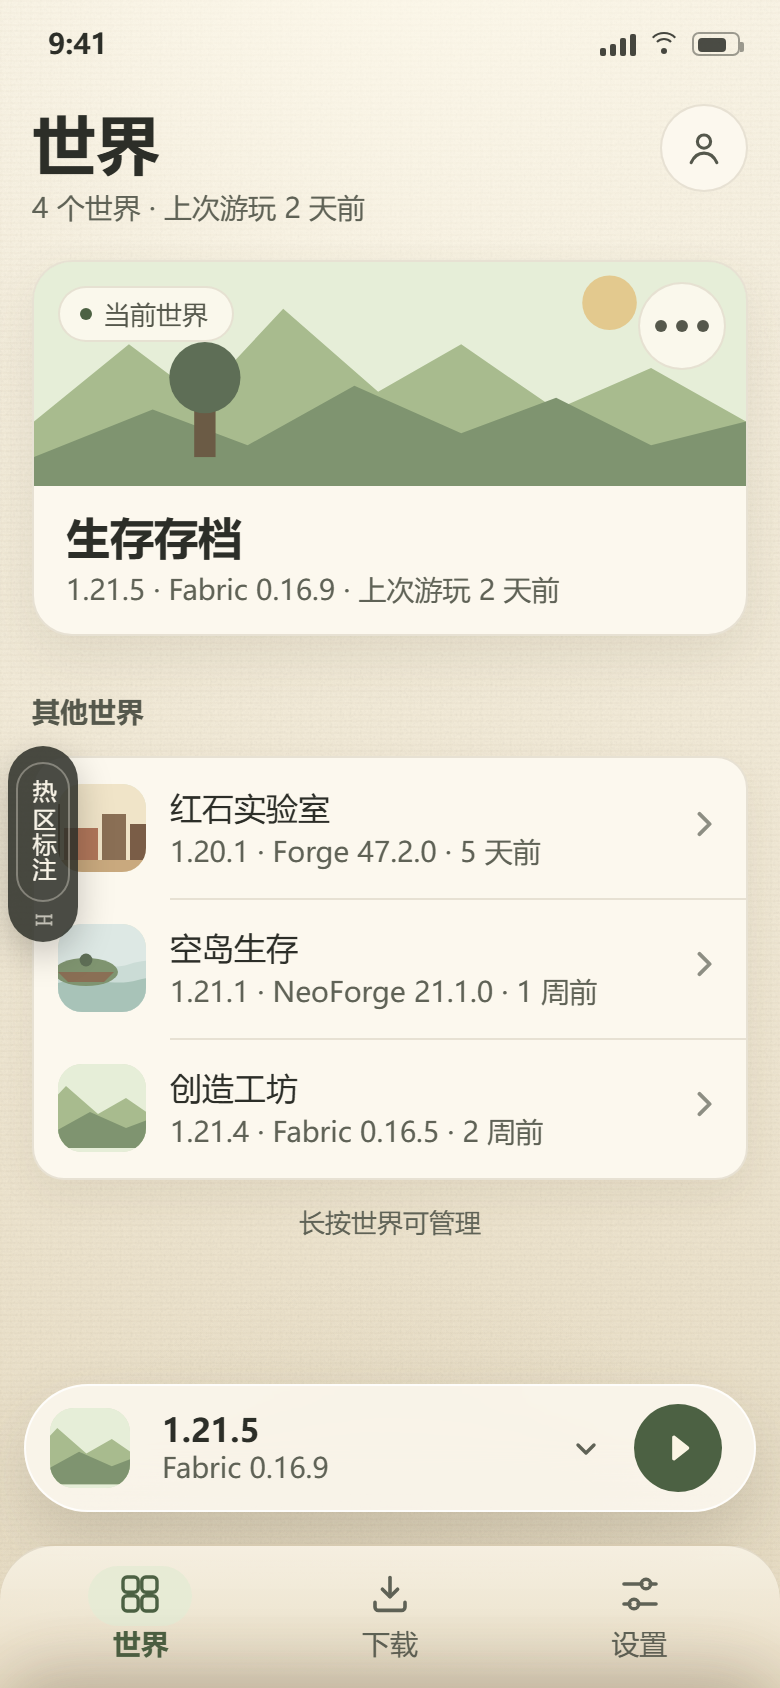 9:41
世界
4 个世界 · 上次游玩 2 天前
当前世界
生存存档
1.21.5 · Fabric 0.16.9 · 上次游玩 2 天前
其他世界
热区标注
H
红石实验室
1.20.1 · Forge 47.2.0 · 5 天前
空岛生存
1.21.1 · NeoForge 21.1.0 · 1 周前
创造工坊
1.21.4 · Fabric 0.16.5 · 2 周前
长按世界可管理
1.21.5
Fabric 0.16.9
世界
下载
设置